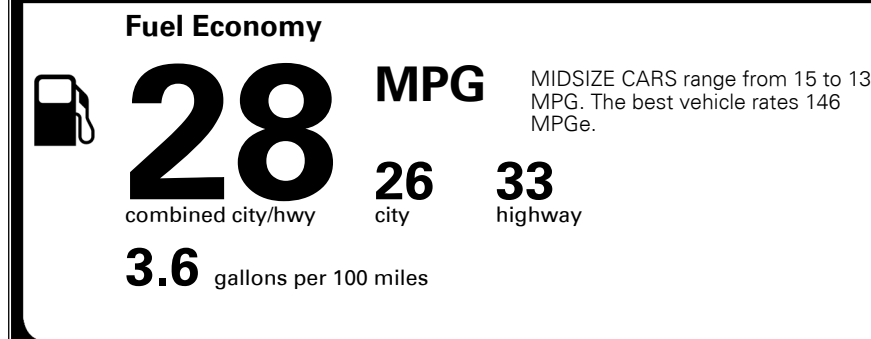 Fuel Economy
28 MPG
MIDSIZE CARS range from 15 to 13
MPG. The best vehicle rates 146
MPGe.
26 33
combined city/hwy city highway
3.6 gallons per 100 miles